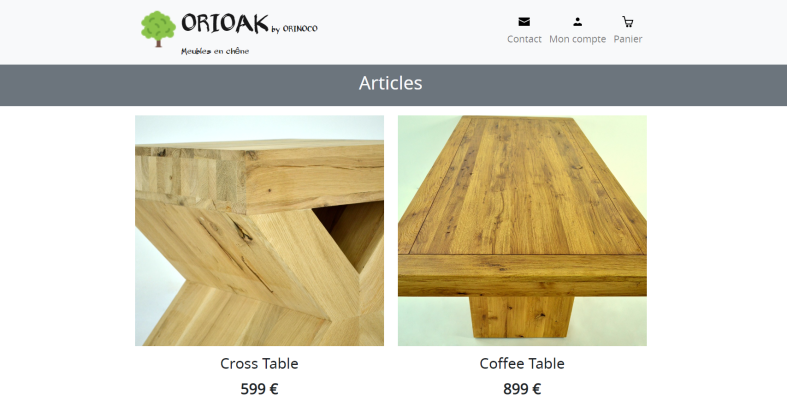 ORIOAK by ORINOCO
Meubles en chêne
Contact Mon compte Panier
Articles
Cross Table
Coffee Table
599 €
899 €